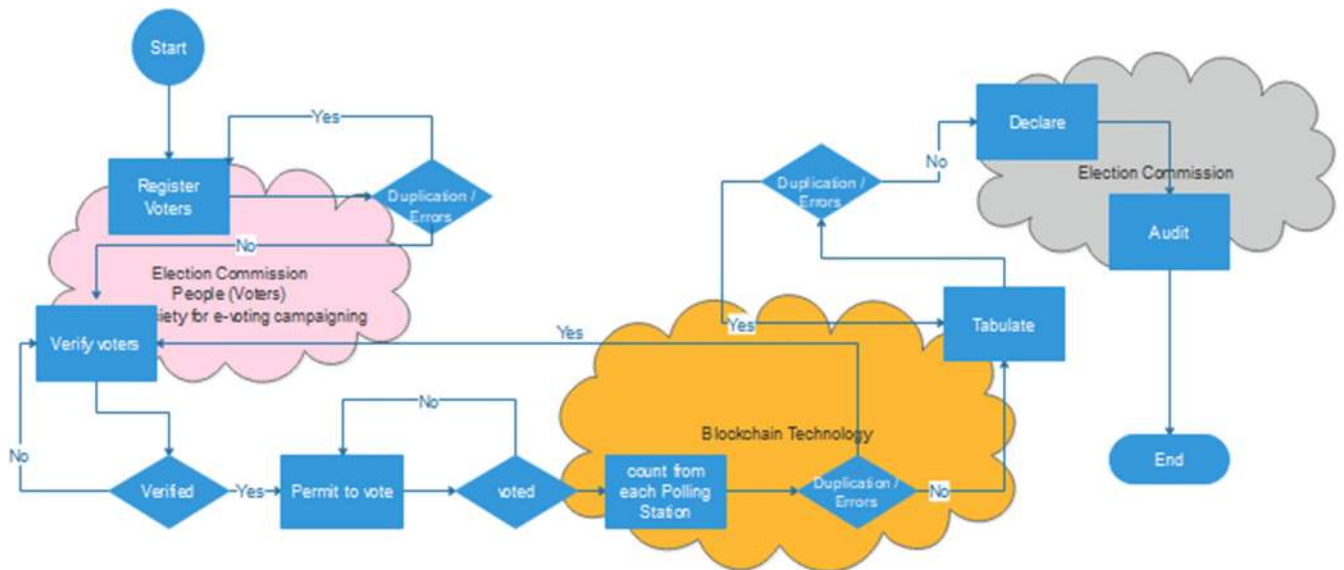 Start
Yes
Register
Voters
Duplication /
Errors
No
Election Commission
People (Voters)
ciety for e-voting campaigning
Verify voters
No
Verified
Yes
Permit to vote
No
voted
Yes
Blockchain Technology
count from
each Polling
Station
Duplication /
Errors
No
Tabulate
Yes
Duplication /
Errors
No
Declare
Election Commission
Audit
End